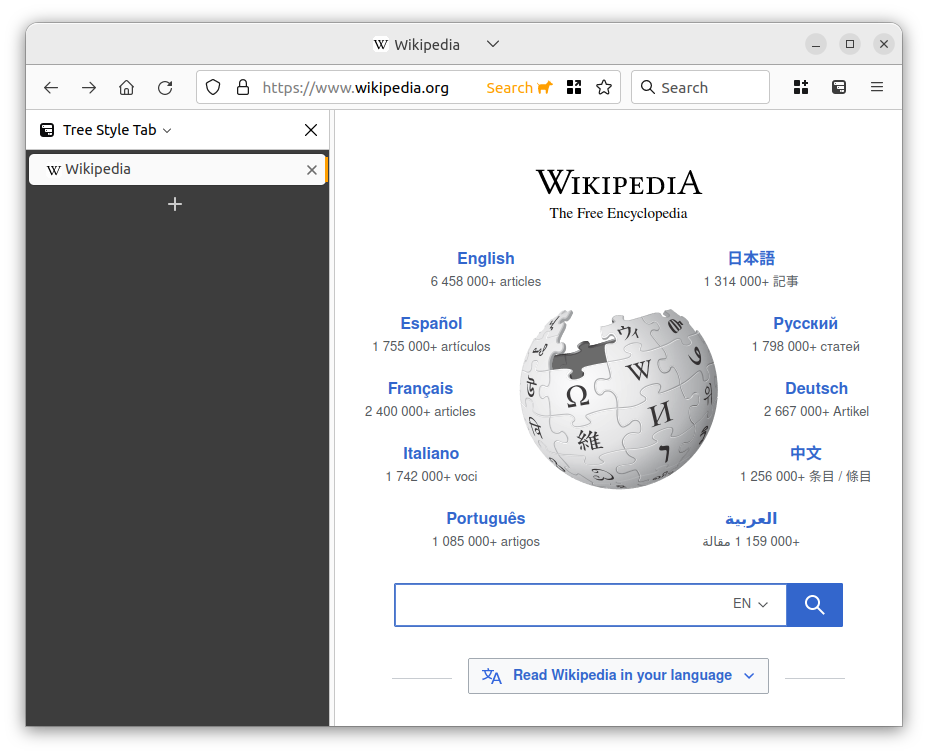 Wikipedia
https://www.wikipedia.org
Search
Search
Tree Style Tab
Wikipedia
WIKIPEDIA
The Free Encyclopedia
English
6 458 000+ articles
日本語
1 314 000+ 記事
Español
1 755 000+ artículos
Русский
1 798 000+ статей
Français
2 400 000+ articles
Deutsch
2 667 000+ Artikel
Italiano
1 742 000+ voci
中文
1 256 000+ 条目 / 條目
Português
1 085 000+ artigos
العربية
1 159 000+ مقالة
Ω
W
И
維
ウィ
EN
Read Wikipedia in your language